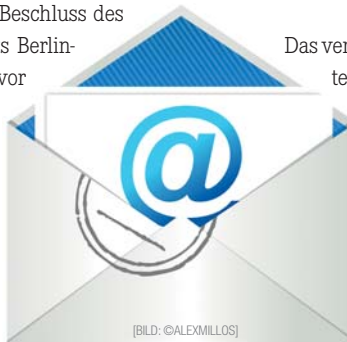 Beschluss des
s Berlin-
vor
Das ver
te
@
[BILD: ©ALEXMILLOS]